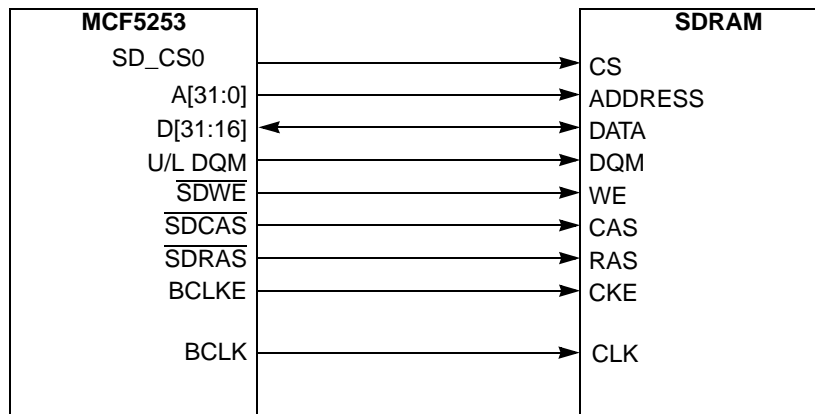 MCF5253 SDRAM
SD_CS0 CS
A[31:0] ADDRESS
D[31:16] DATA
U/L DQM DQM
SDWE WE
SDCAS CAS
SDRAS RAS
BCLKE CKE
BCLK CLK